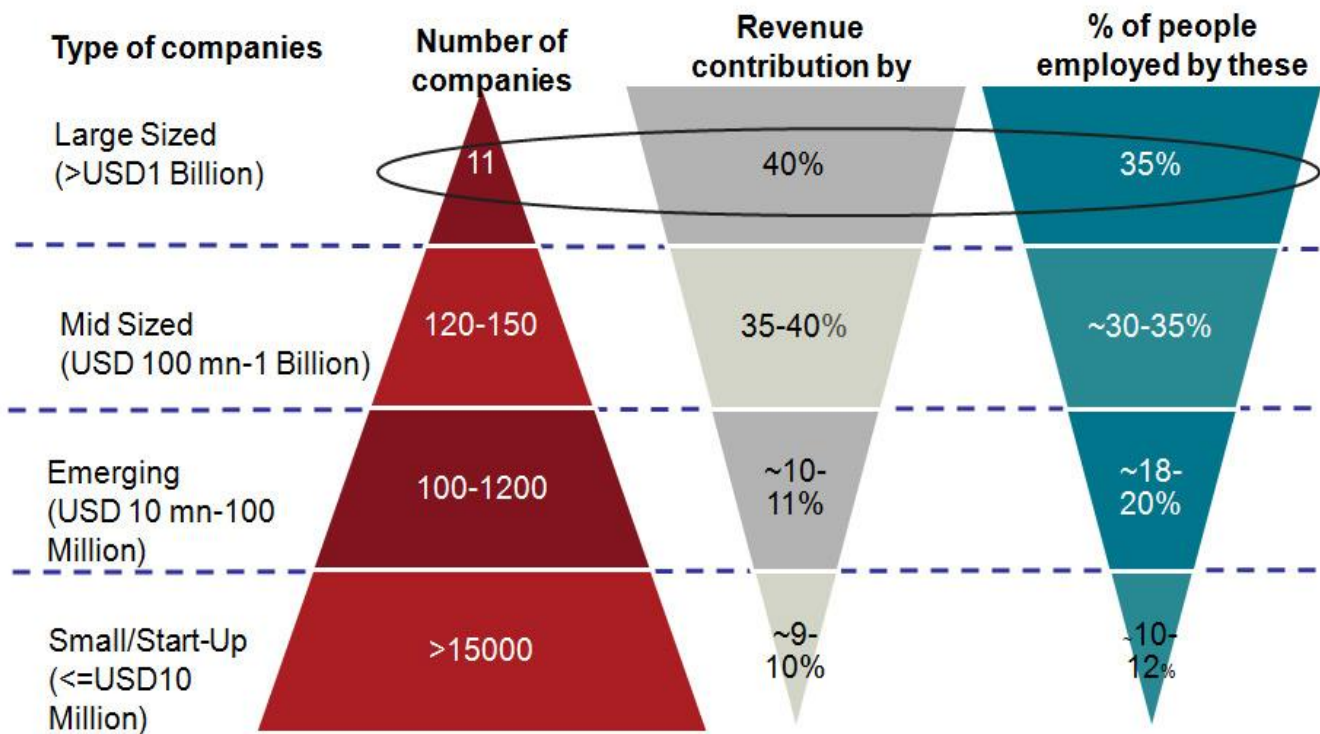 Type of companies
Number of
companies
Revenue
contribution by
% of people
employed by these
Large Sized
(>USD1 Billion)
11
40%
35%
Mid Sized
(USD 100 mn-1 Billion)
120-150
35-40%
~30-35%
Emerging
(USD 10 mn-100
Million)
100-1200
~10-
11%
~18-
20%
Small/Start-Up
(<=USD10
Million)
>15000
~9-
10%
~10-
12%